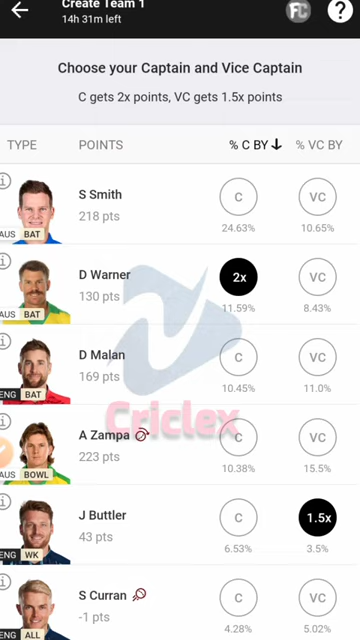 Create Team 1
14h 31m left
FC
?
Choose your Captain and Vice Captain
C gets 2x points, VC gets 1.5x points
TYPE POINTS % C BY % VC BY
S Smith
218 pts
C VC
AUS BAT
24.63% 10.65%
D Warner
130 pts
2x VC
AUS BAT
11.59% 8.43%
D Malan
169 pts
C VC
ENG BAT
10.45% 11.0%
Criclex
A Zampa
223 pts
C VC
AUS BOWL
10.38% 15.5%
J Buttler
43 pts
C 1.5x
ENG WK
6.53% 3.5%
S Curran
-1 pts
C VC
ENG ALL
4.28% 5.02%